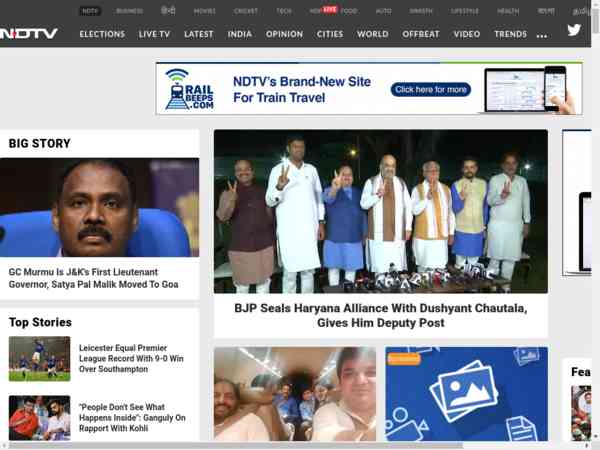 NDTV BUSINESS हिन्दी MOVIES CRICKET TECH HOP LIVE FOOD AUTO SWASTH LIFESTYLE HEALTH বাংলা தமிழ்
NDTV ELECTIONS LIVE TV LATEST INDIA OPINION CITIES WORLD OFFBEAT VIDEO TRENDS ...
RAIL
BEEPS
.COM
NDTV's Brand-New Site
For Train Travel
Click here for more
BIG STORY
GC Murmu Is J&K's First Lieutenant
Governor, Satya Pal Malik Moved To Goa
BJP Seals Haryana Alliance With Dushyant Chautala,
Gives Him Deputy Post
Top Stories
Leicester Equal Premier
League Record With 9-0 Win
Over Southampton
"People Don't See What
Happens Inside": Ganguly On
Rapport With Kohli
Sponsored
Fea